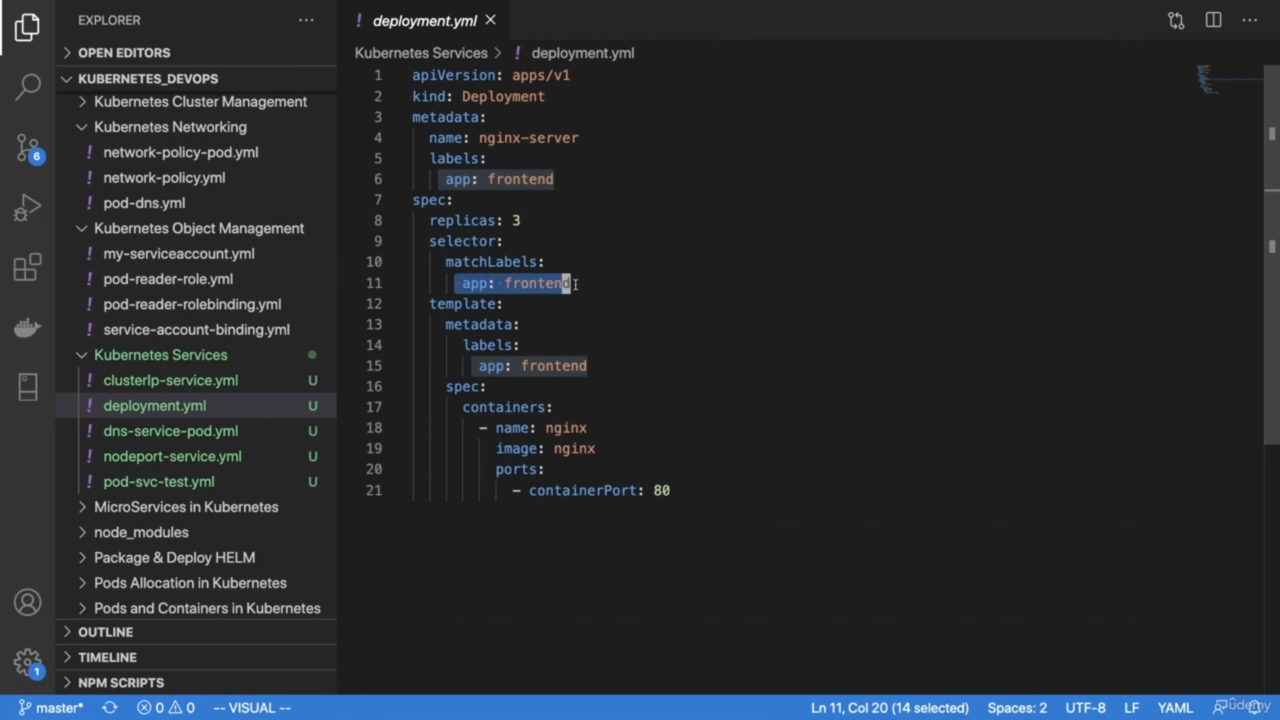 EXPLORER
OPEN EDITORS
KUBERNETES_DEVOPS
Kubernetes Cluster Management
Kubernetes Networking
! network-policy-pod.yml
! network-policy.yml
! pod-dns.yml
Kubernetes Object Management
! my-serviceaccount.yml
! pod-reader-role.yml
! pod-reader-rolebinding.yml
! service-account-binding.yml
Kubernetes Services
! clusterIp-service.yml U
! deployment.yml U
! dns-service-pod.yml U
! nodeport-service.yml U
! pod-svc-test.yml U
MicroServices in Kubernetes
node_modules
Package & Deploy HELM
Pods Allocation in Kubernetes
Pods and Containers in Kubernetes
OUTLINE
TIMELINE
NPM SCRIPTS
6
1
! deployment.yml
Kubernetes Services > ! deployment.yml
1 apiVersion: apps/v1
2 kind: Deployment
3 metadata:
4 name: nginx-server
5 labels:
6 app: frontend
7 spec:
8 replicas: 3
9 selector:
10 matchLabels:
11 app: frontend
12 template:
13 metadata:
14 labels:
15 app: frontend
16 spec:
17 containers:
18 - name: nginx
19 image: nginx
20 ports:
21 - containerPort: 80
master* 0 0 -- VISUAL -- Ln 11, Col 20 (14 selected) Spaces: 2 UTF-8 LF YAML
Udemy